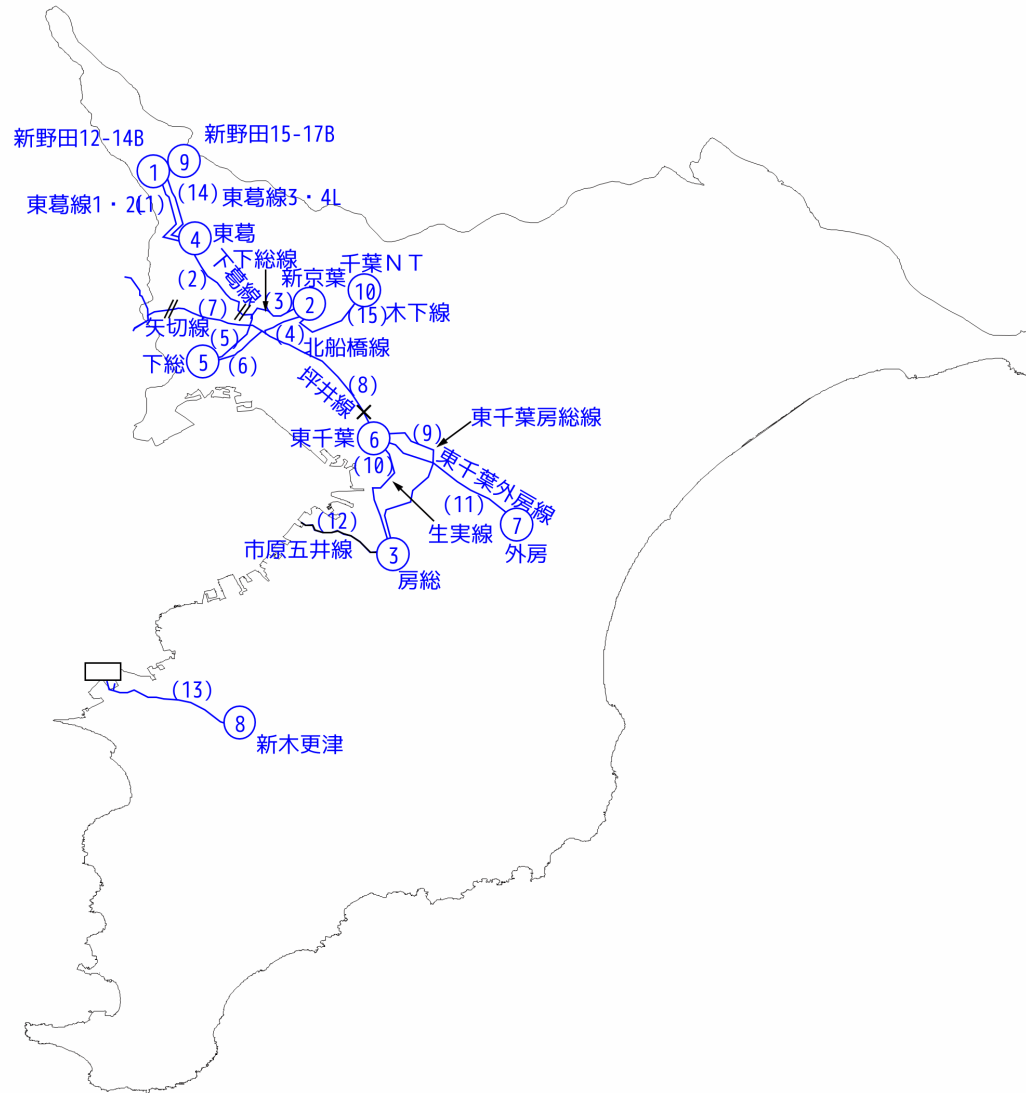 新野田12-14B
新野田15-17B
1
9
東葛線1・2
(1)
(14)
東葛線3・4L
4
東葛
下葛線
下総線
千葉ＮＴ
(2)
新京葉
(3)
2
10
(7)
(15)
木下線
矢切線
(5)
(4)
北船橋線
下総
5
(6)
坪井線
(8)
東千葉房総線
東千葉
6
(9)
(10)
東千葉外房線
(11)
(12)
生実線
7
市原五井線
3
外房
房総
(13)
8
新木更津